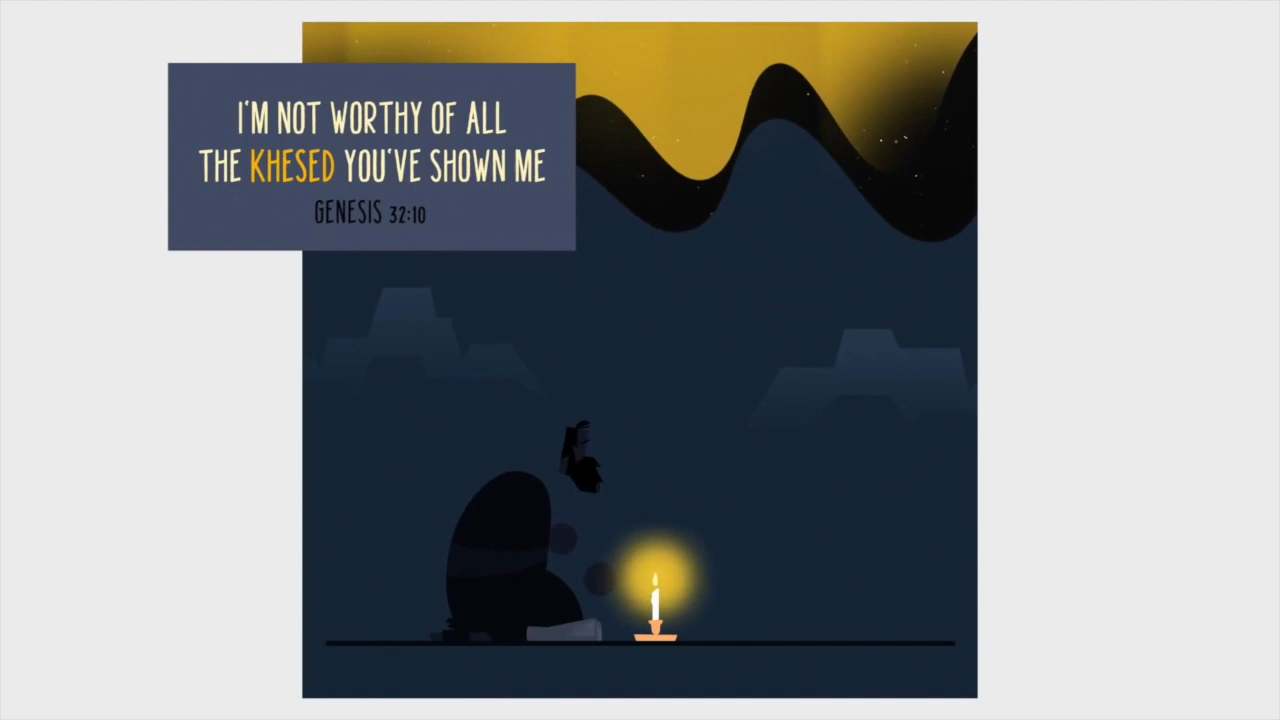 I'M NOT WORTHY OF ALL
THE KHESED YOU'VE SHOWN ME
GENESIS 32:10